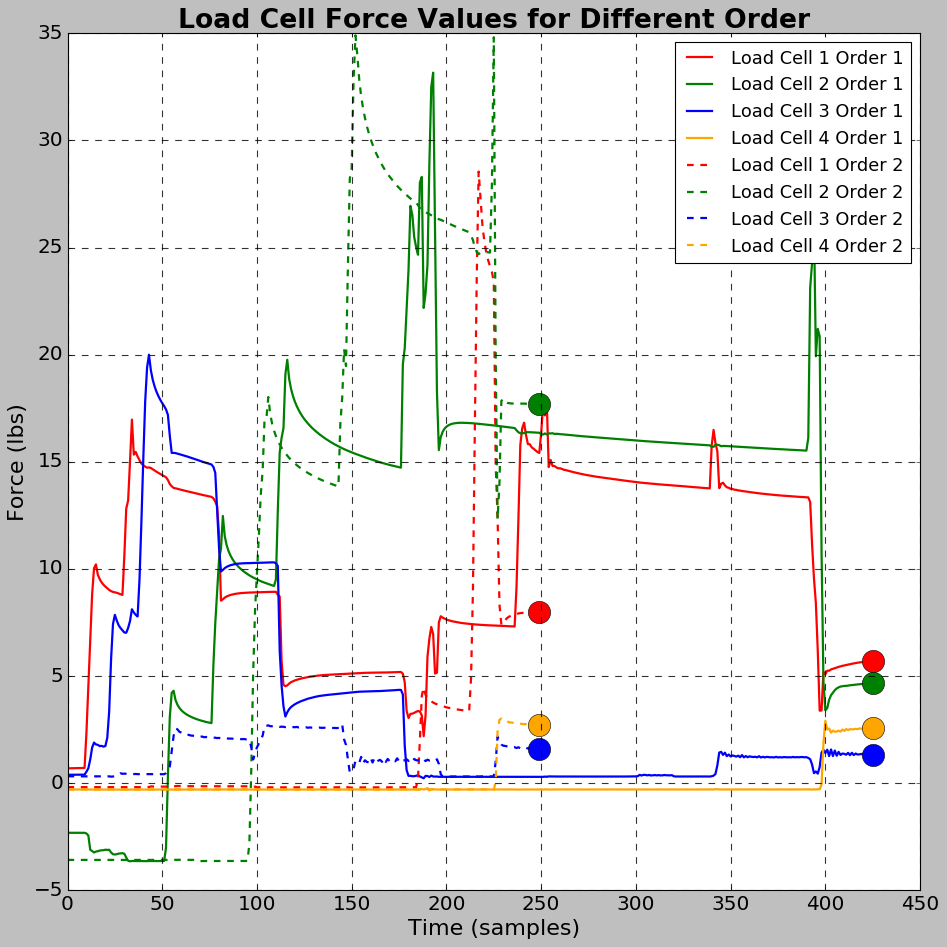 Load Cell Force Values for Different Order
35
30
25
20
15
10
5
0
−5
Force (lbs)
Load Cell 1 Order 1
Load Cell 2 Order 1
Load Cell 3 Order 1
Load Cell 4 Order 1
Load Cell 1 Order 2
Load Cell 2 Order 2
Load Cell 3 Order 2
Load Cell 4 Order 2
0 50 100 150 200 250 300 350 400 450
Time (samples)